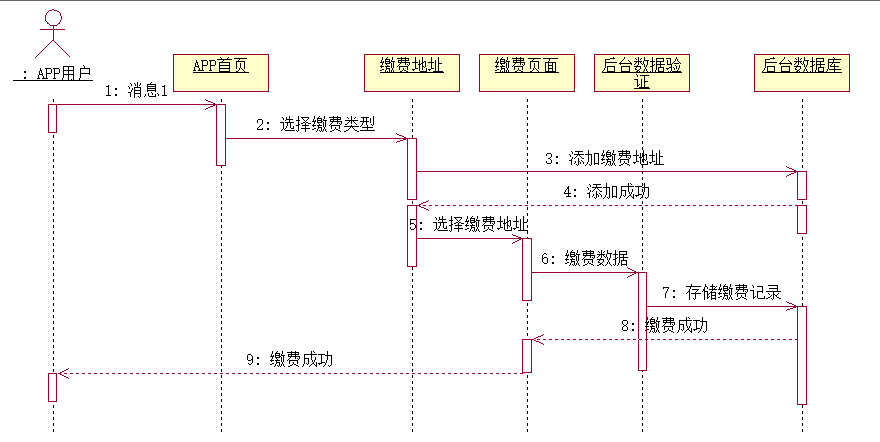 : APP用户
APP首页
缴费地址
缴费页面
后台数据验
证
后台数据库
1: 消息1
2: 选择缴费类型
3: 添加缴费地址
4: 添加成功
5: 选择缴费地址
6: 缴费数据
7: 存储缴费记录
8: 缴费成功
9: 缴费成功